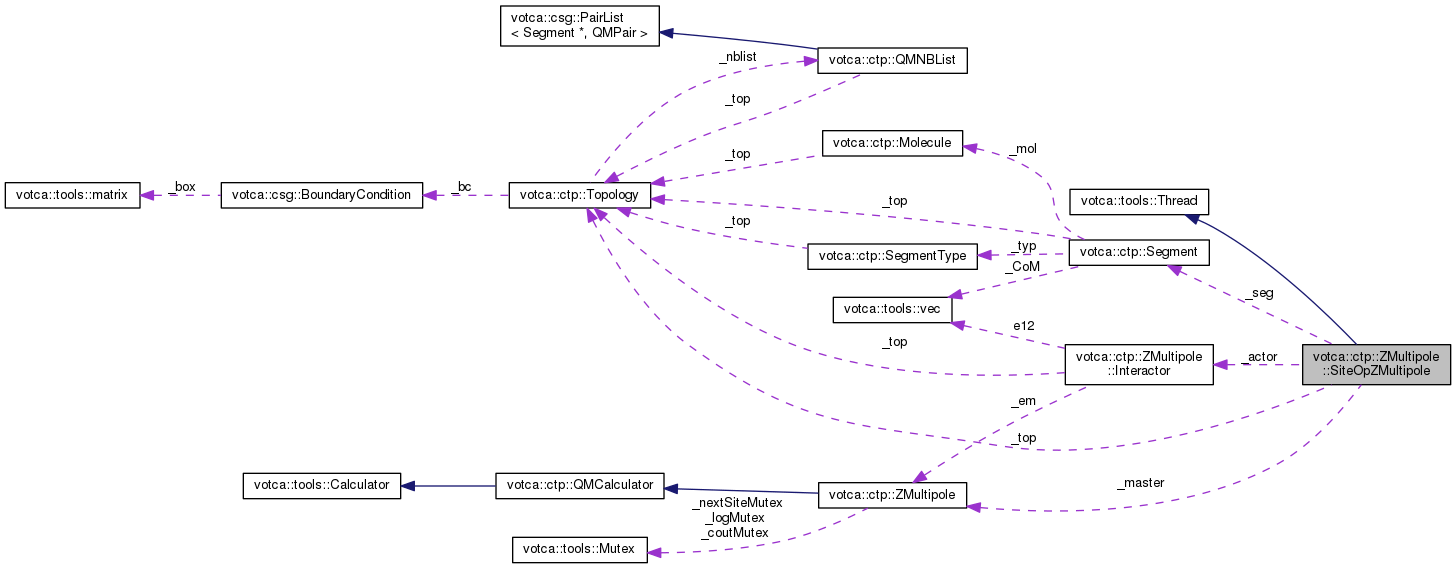 votca::csg::PairList
< Segment *, QMPair >
_nblist
votca::ctp::QMNBList
_top
votca::ctp::Molecule
_mol
_top
votca::tools::matrix
_box
votca::csg::BoundaryCondition
_bc
votca::ctp::Topology
_top
votca::tools::Thread
_top
votca::ctp::SegmentType
_typ
votca::ctp::Segment
_CoM
_seg
votca::tools::vec
e12
_top
votca::ctp::ZMultipole
::Interactor
_actor
votca::ctp::ZMultipole
::SiteOpZMultipole
_em
_top
votca::tools::Calculator
votca::ctp::QMCalculator
votca::ctp::ZMultipole
_master
_nextSiteMutex
_logMutex
_coutMutex
votca::tools::Mutex